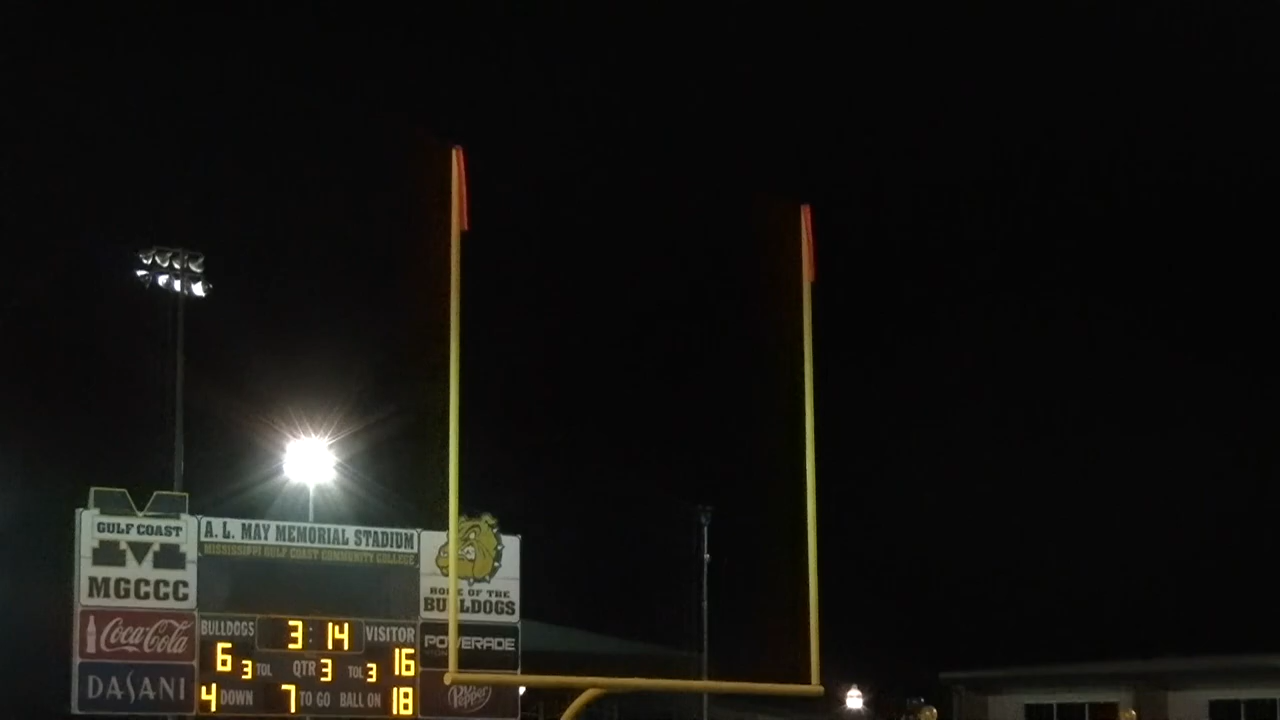 GULF COAST
M
MGCCC
A. L. MAY MEMORIAL STADIUM
MISSISSIPPI GULF COAST COMMUNITY COLLEGE
HOME OF THE
BULLDOGS
Coca-Cola
DASANI
BULLDOGS 3:14 VISITOR
6 3 TOL QTR 3 TOL 3 16
4 DOWN 7 TO GO BALL ON 18
POWERADE
Dr Pepper